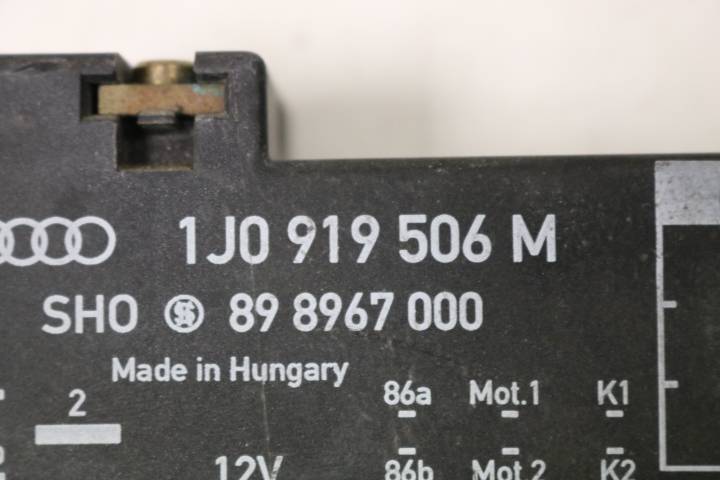 1J0 919 506 M
SHO 89 8967 000
Made in Hungary
2 86a Mot.1 K1
12V 86b Mot.2 K2